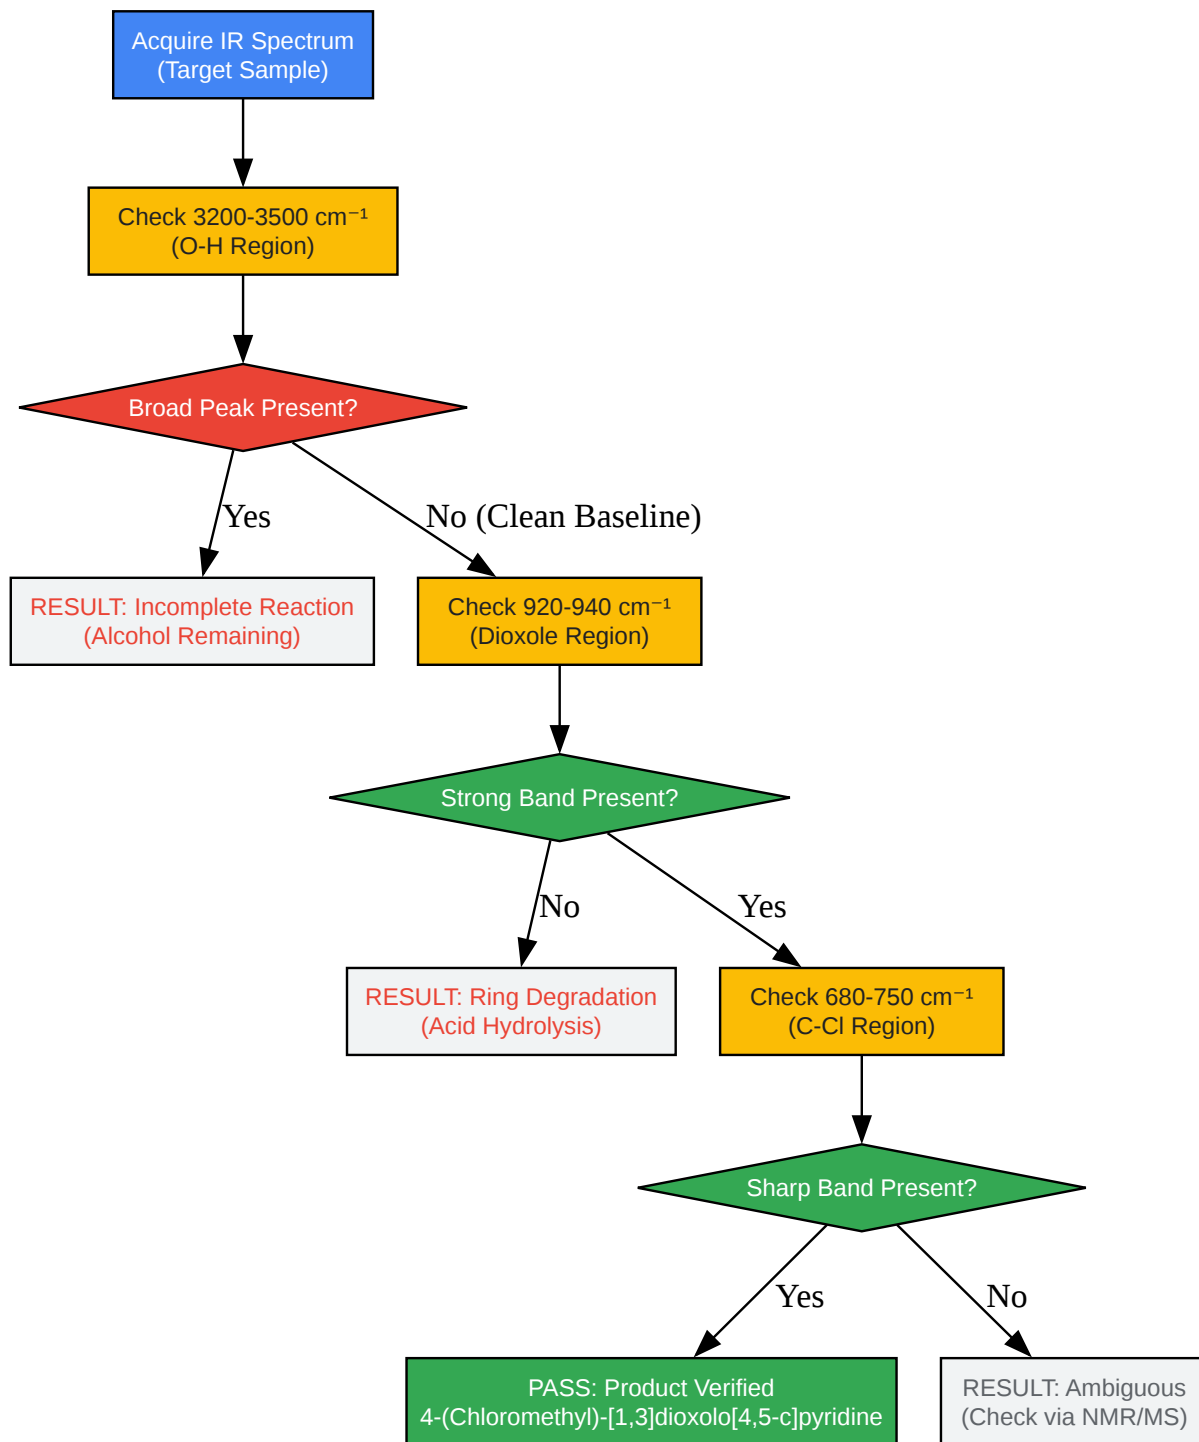 Acquire IR Spectrum
(Target Sample)
Check 3200-3500 cm⁻¹
(O-H Region)
Broad Peak Present?
Yes
No (Clean Baseline)
RESULT: Incomplete Reaction
(Alcohol Remaining)
Check 920-940 cm⁻¹
(Dioxole Region)
Strong Band Present?
No
Yes
RESULT: Ring Degradation
(Acid Hydrolysis)
Check 680-750 cm⁻¹
(C-Cl Region)
Sharp Band Present?
Yes
No
PASS: Product Verified
4-(Chloromethyl)-[1,3]dioxolo[4,5-c]pyridine
RESULT: Ambiguous
(Check via NMR/MS)